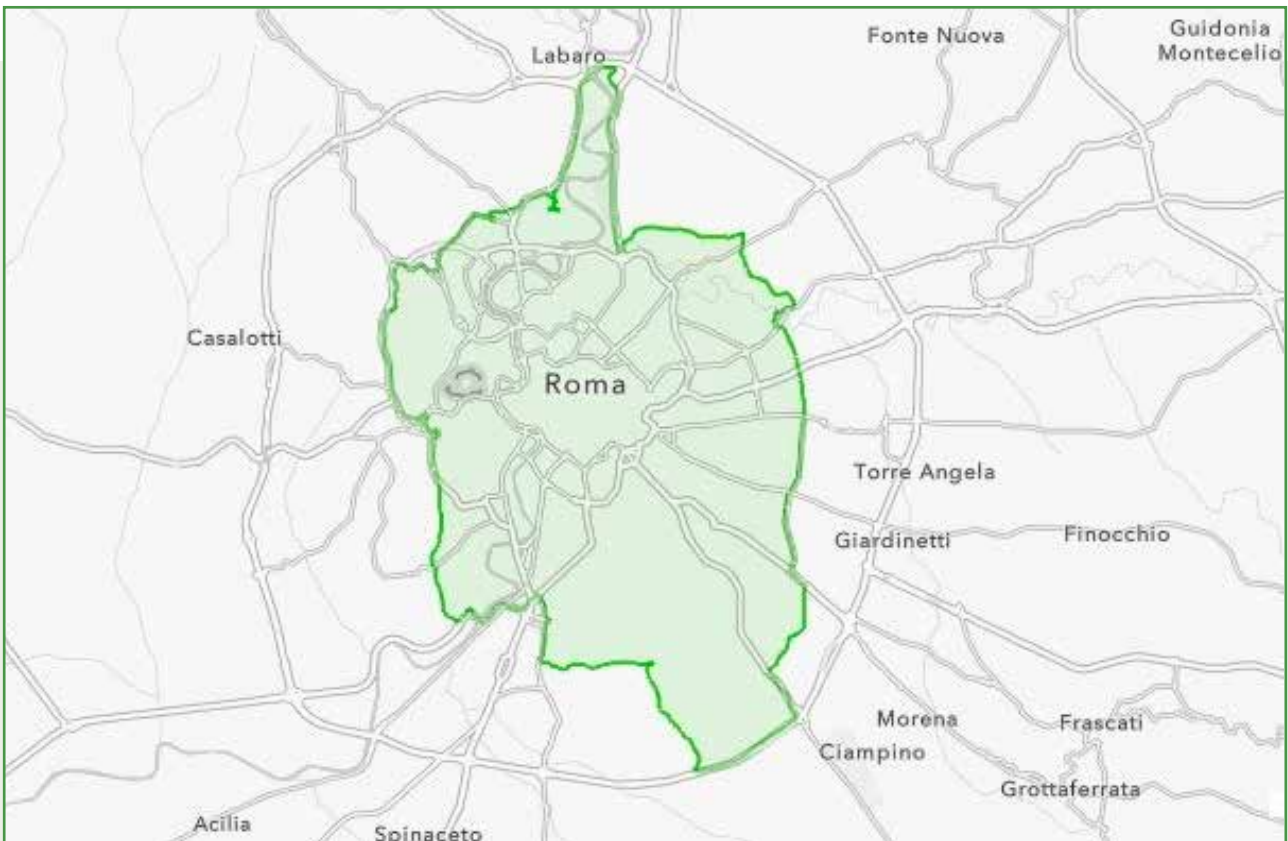 Fonte Nuova
Guidonia
Montecelio
Labaro
Casalotti
Roma
Torre Angela
Giardinetti
Finocchio
Morena
Frascati
Ciampino
Grottaferrata
Acilia
Spinaceto